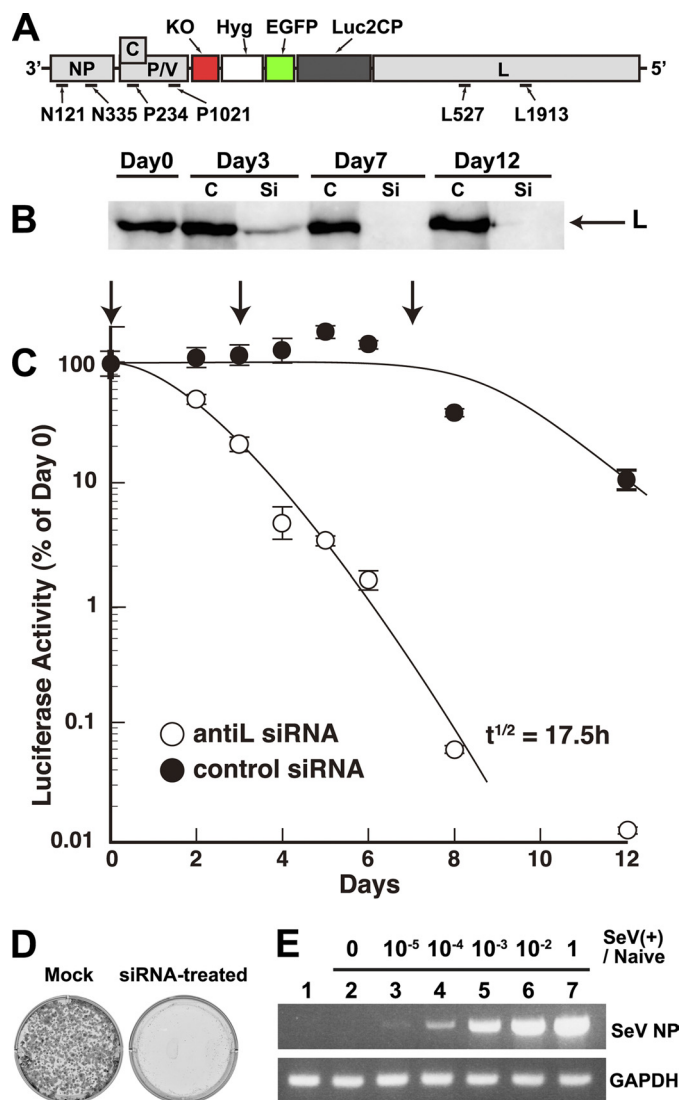 A
KO Hyg EGFP Luc2CP
3' NP C P/V L 5'
N121 N335 P234 P1021 L527 L1913
B
Day0 Day3 Day7 Day12
C Si C Si C Si
L
C
Luciferase Activity (% of Day 0)
100
10
1
0.1
0.01
antiL siRNA
control siRNA
t1/2 = 17.5h
0 2 4 6 8 10 12
Days
D
Mock siRNA-treated
E
0 10-5 10-4 10-3 10-2 1 SeV(+)
/ Naive
1 2 3 4 5 6 7
SeV NP
GAPDH